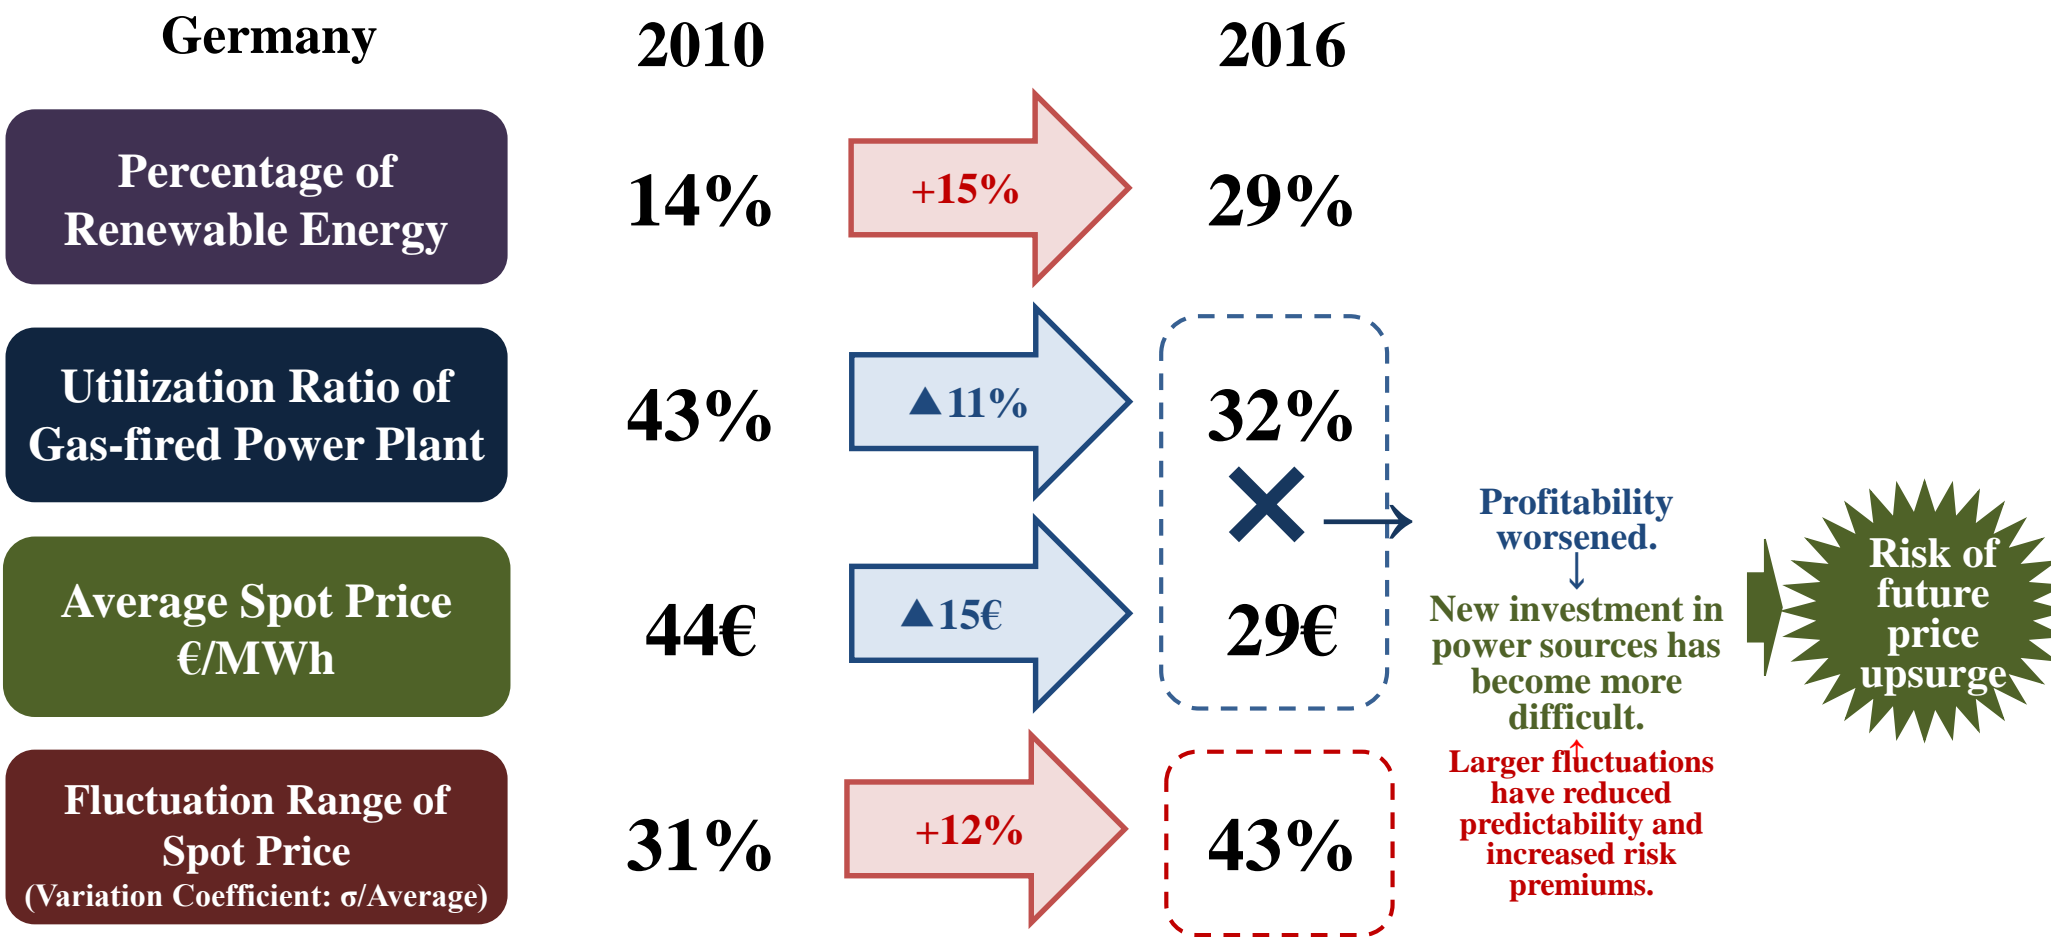 Germany
2010
2016
Percentage of
Renewable Energy
14%
+15%
29%
Utilization Ratio of
Gas-fired Power Plant
43%
▲11%
32%
Average Spot Price
€/MWh
44€
▲15€
29€
Fluctuation Range of
Spot Price
(Variation Coefficient: σ/Average)
31%
+12%
43%
Profitability
worsened.
↓
New investment in
power sources has
become more
difficult.
↑
Larger fluctuations
have reduced
predictability and
increased risk
premiums.
Risk of
future
price
upsurge